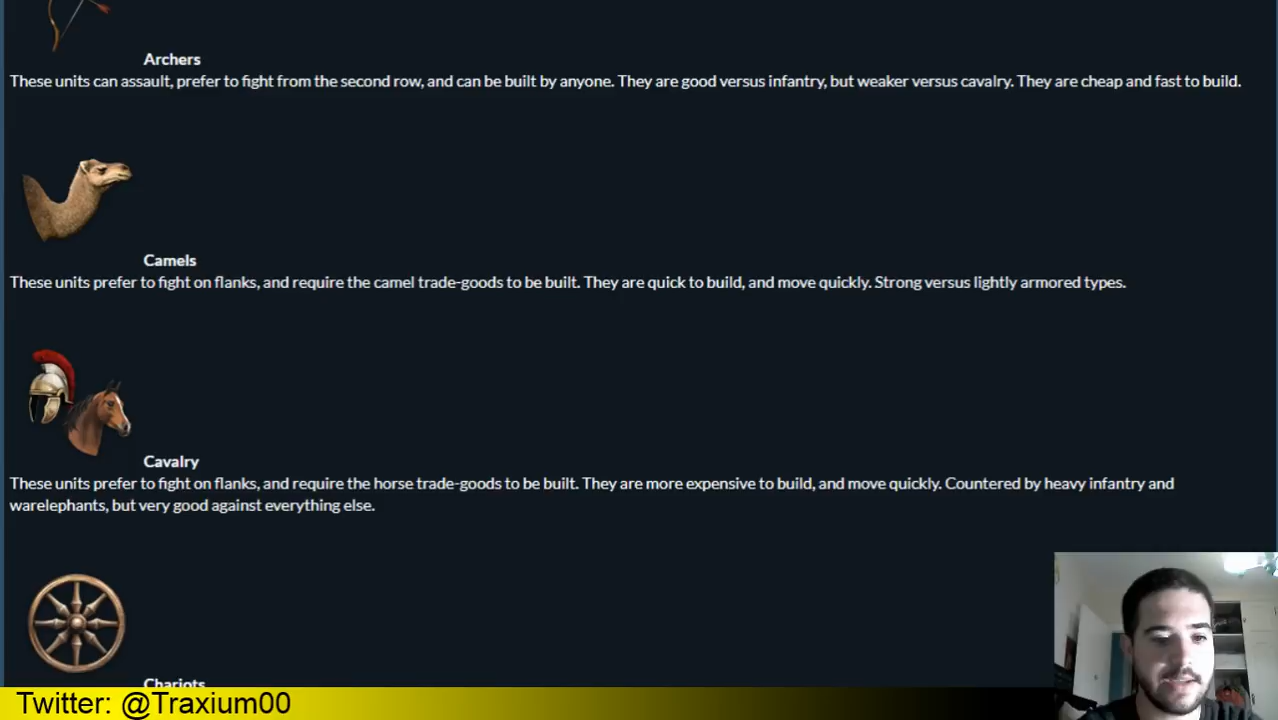 Archers
These units can assault, prefer to fight from the second row, and can be built by anyone. They are good versus infantry, but weaker versus cavalry. They are cheap and fast to build.
Camels
These units prefer to fight on flanks, and require the camel trade-goods to be built. They are quick to build, and move quickly. Strong versus lightly armored types.
Cavalry
These units prefer to fight on flanks, and require the horse trade-goods to be built. They are more expensive to build, and move quickly. Countered by heavy infantry and
warelephants, but very good against everything else.
Chariots
Twitter: @Traxium00